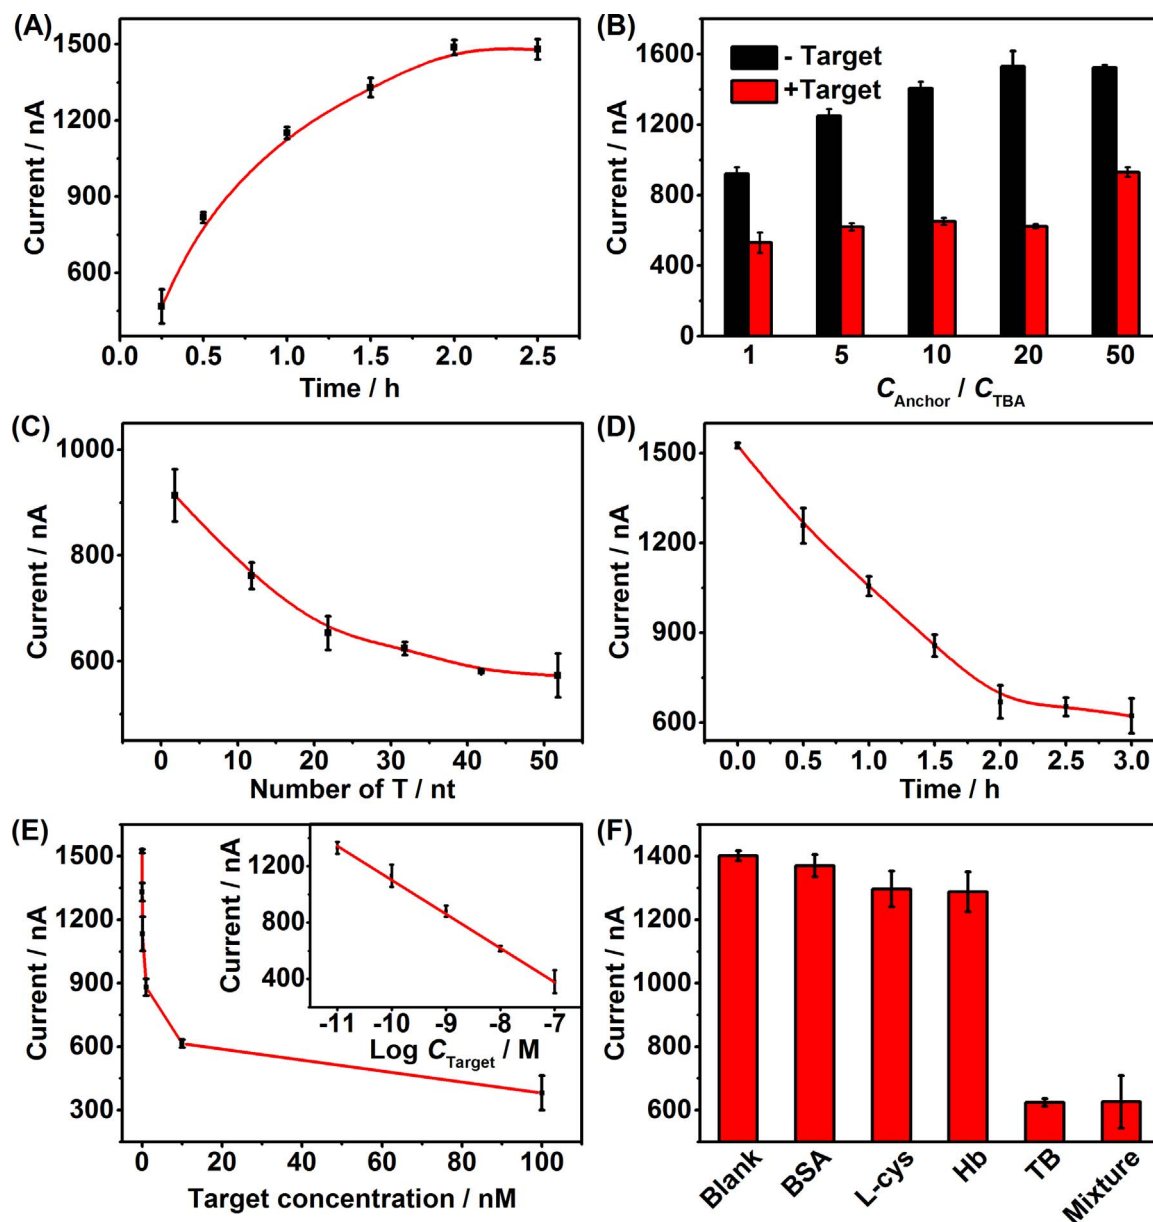 (A)
1500
1200
900
600
Current / nA
0.0 0.5 1.0 1.5 2.0 2.5
Time / h
(B)
- Target
+Target
1600
1200
800
400
0
Current / nA
1 5 10 20 50
C Anchor / C TBA
(C)
1000
800
600
Current / nA
0 10 20 30 40 50
Number of T / nt
(D)
1500
1200
900
600
Current / nA
0.0 0.5 1.0 1.5 2.0 2.5 3.0
Time / h
(E)
1500
1200
900
600
300
Current / nA
0 20 40 60 80 100
Target concentration / nM
1200
800
400
Current / nA
-11 -10 -9 -8 -7
Log C Target / M
(F)
1400
1200
1000
800
600
Current / nA
Blank BSA L-cys Hb TB Mixture